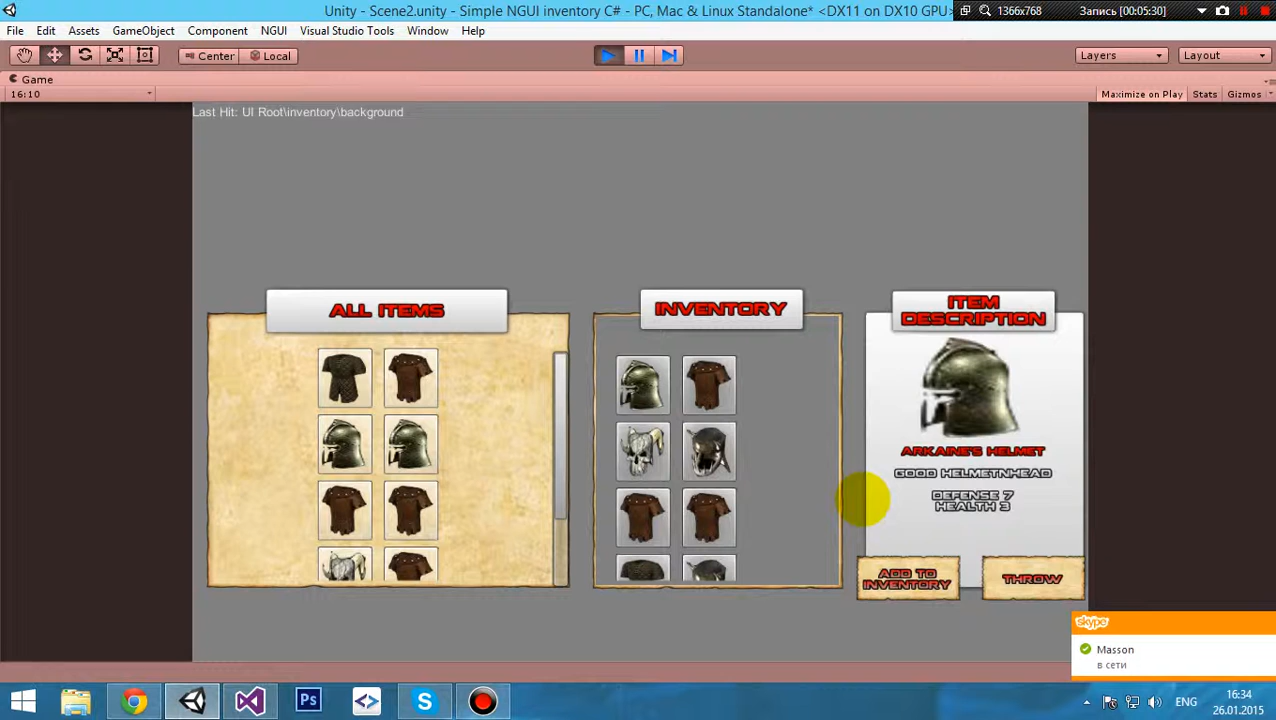 Unity - Scene2.unity - Simple NGUI inventory C# - PC, Mac & Linux Standalone* <DX11 on DX10 GPU>
1366x768
Запись [00:05:30]
File Edit Assets GameObject Component NGUI Visual Studio Tools Window Help
Center Local Layers Layout
Game
16:10 Maximize on Play Stats Gizmos
Last Hit: UI Root\inventory\background
ALL ITEMS
INVENTORY
ITEM
DESCRIPTION
ARKAINE'S HELMET
GOOD HELMETNHEAD
DEFENSE 7
HEALTH 3
ADD TO
INVENTORY
THROW
skype
Masson
в сети
Ps
ENG
16:34
26.01.2015